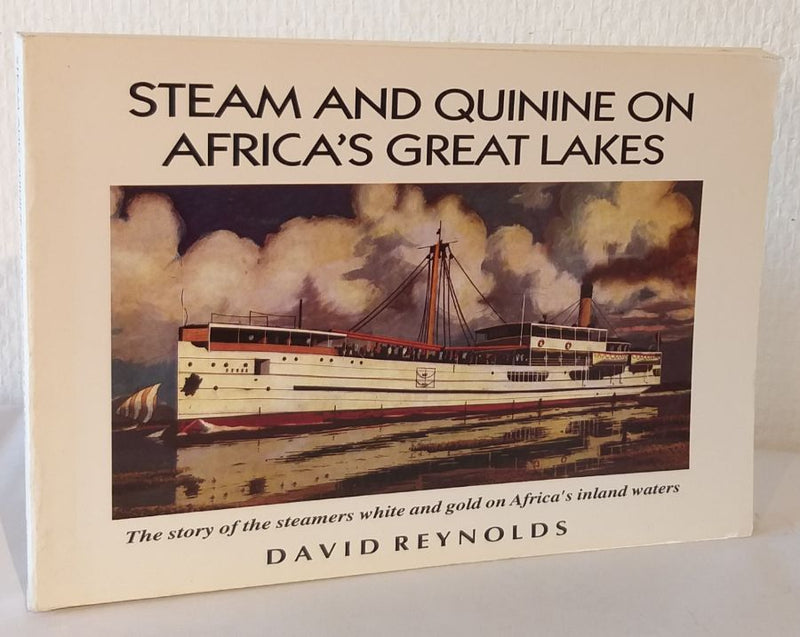 STEAM AND QUININE ON
AFRICA'S GREAT LAKES
The story of the steamers white and gold on Africa's inland waters
DAVID REYNOLDS